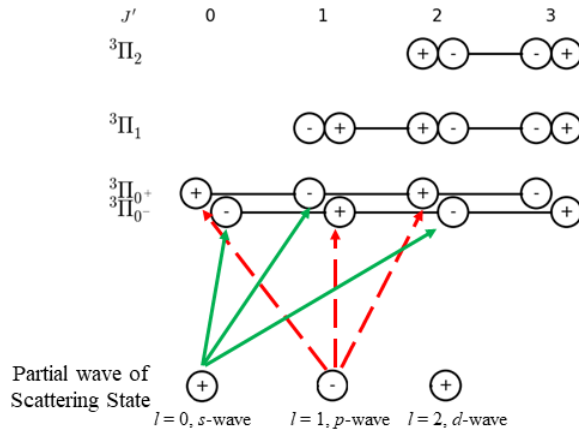 J′ 0 1 2 3
³Π₂ + - - +
³Π₁ - + + - - +
³Π₀⁺ + - + -
³Π₀⁻ - + - +
Partial wave of
Scattering State
+ - +
l = 0, s-wave l = 1, p-wave l = 2, d-wave